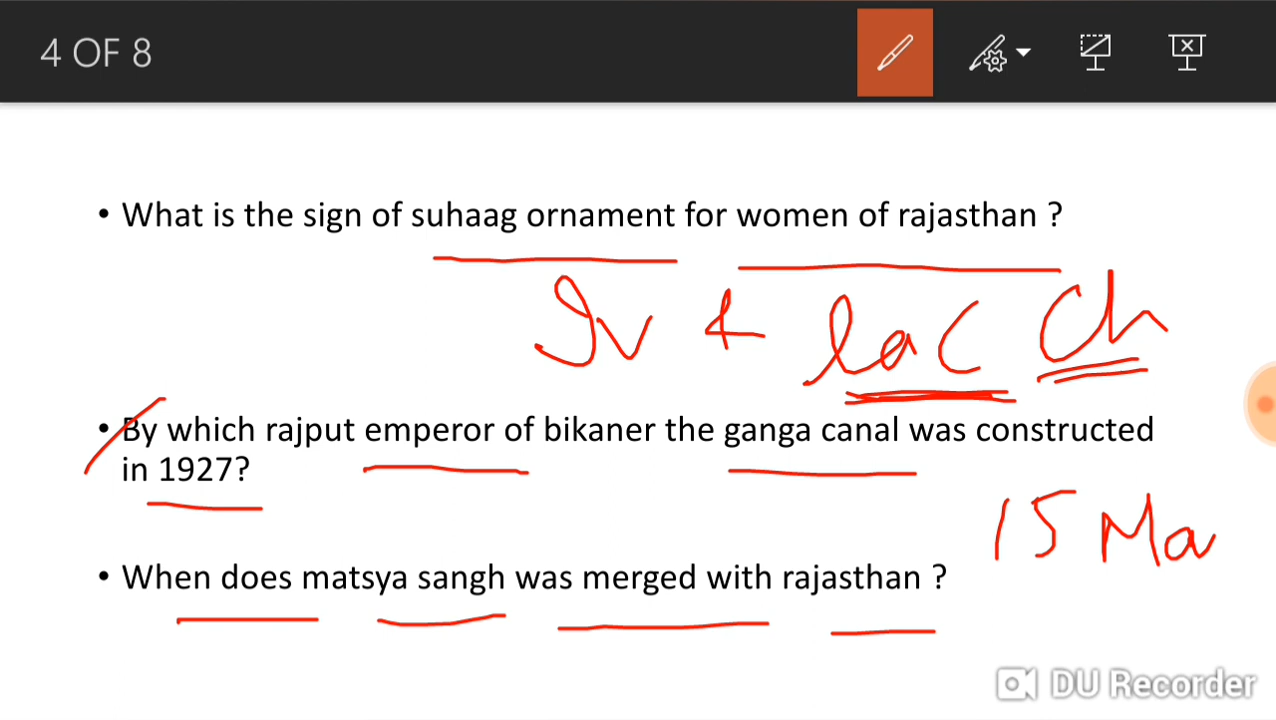 4 OF 8
• What is the sign of suhaag ornament for women of rajasthan ?
Iv & lac Ch
• By which rajput emperor of bikaner the ganga canal was constructed
in 1927?
15 Ma
• When does matsya sangh was merged with rajasthan ?
DU Recorder